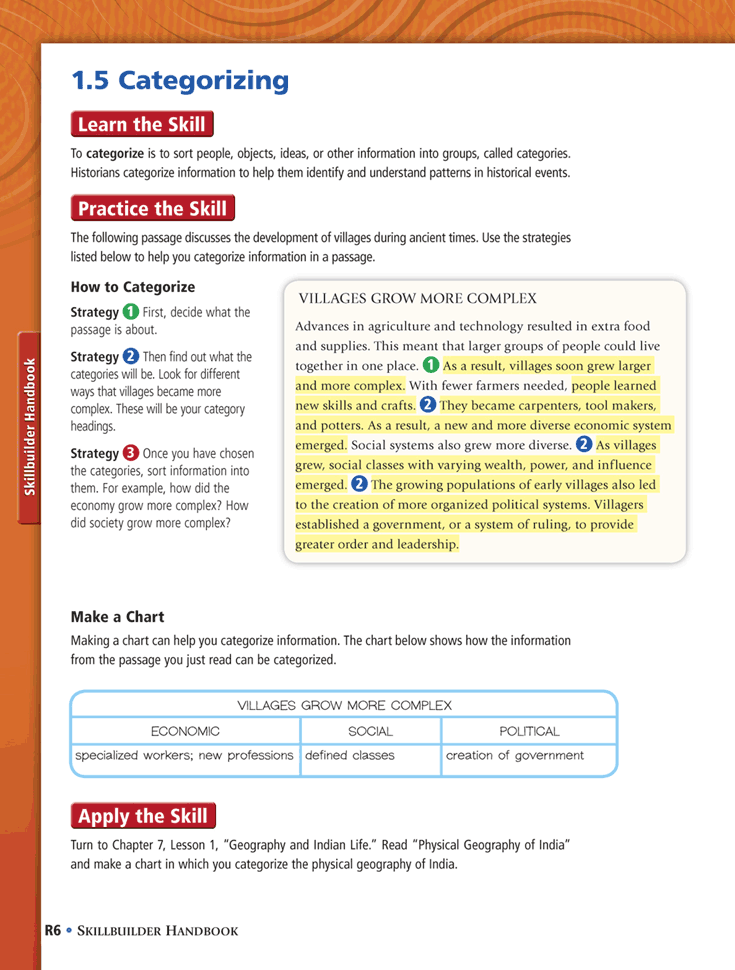 1.5 Categorizing
Learn the Skill
To categorize is to sort people, objects, ideas, or other information into groups, called categories.
Historians categorize information to help them identify and understand patterns in historical events.
Practice the Skill
The following passage discusses the development of villages during ancient times. Use the strategies
listed below to help you categorize information in a passage.
How to Categorize
Strategy 1 First, decide what the
passage is about.
Strategy 2 Then find out what the
categories will be. Look for different
ways that villages became more
complex. These will be your category
headings.
Strategy 3 Once you have chosen
the categories, sort information into
them. For example, how did the
economy grow more complex? How
did society grow more complex?
VILLAGES GROW MORE COMPLEX
Advances in agriculture and technology resulted in extra food
and supplies. This meant that larger groups of people could live
together in one place. 1 As a result, villages soon grew larger
and more complex. With fewer farmers needed, people learned
new skills and crafts. 2 They became carpenters, tool makers,
and potters. As a result, a new and more diverse economic system
emerged. Social systems also grew more diverse. 2 As villages
grew, social classes with varying wealth, power, and influence
emerged. 2 The growing populations of early villages also led
to the creation of more organized political systems. Villagers
established a government, or a system of ruling, to provide
greater order and leadership.
Skillbuilder Handbook
Make a Chart
Making a chart can help you categorize information. The chart below shows how the information
from the passage you just read can be categorized.
VILLAGES GROW MORE COMPLEX
ECONOMIC SOCIAL POLITICAL
specialized workers; new professions defined classes creation of government
Apply the Skill
Turn to Chapter 7, Lesson 1, “Geography and Indian Life.” Read “Physical Geography of India”
and make a chart in which you categorize the physical geography of India.
R6 • SKILLBUILDER HANDBOOK